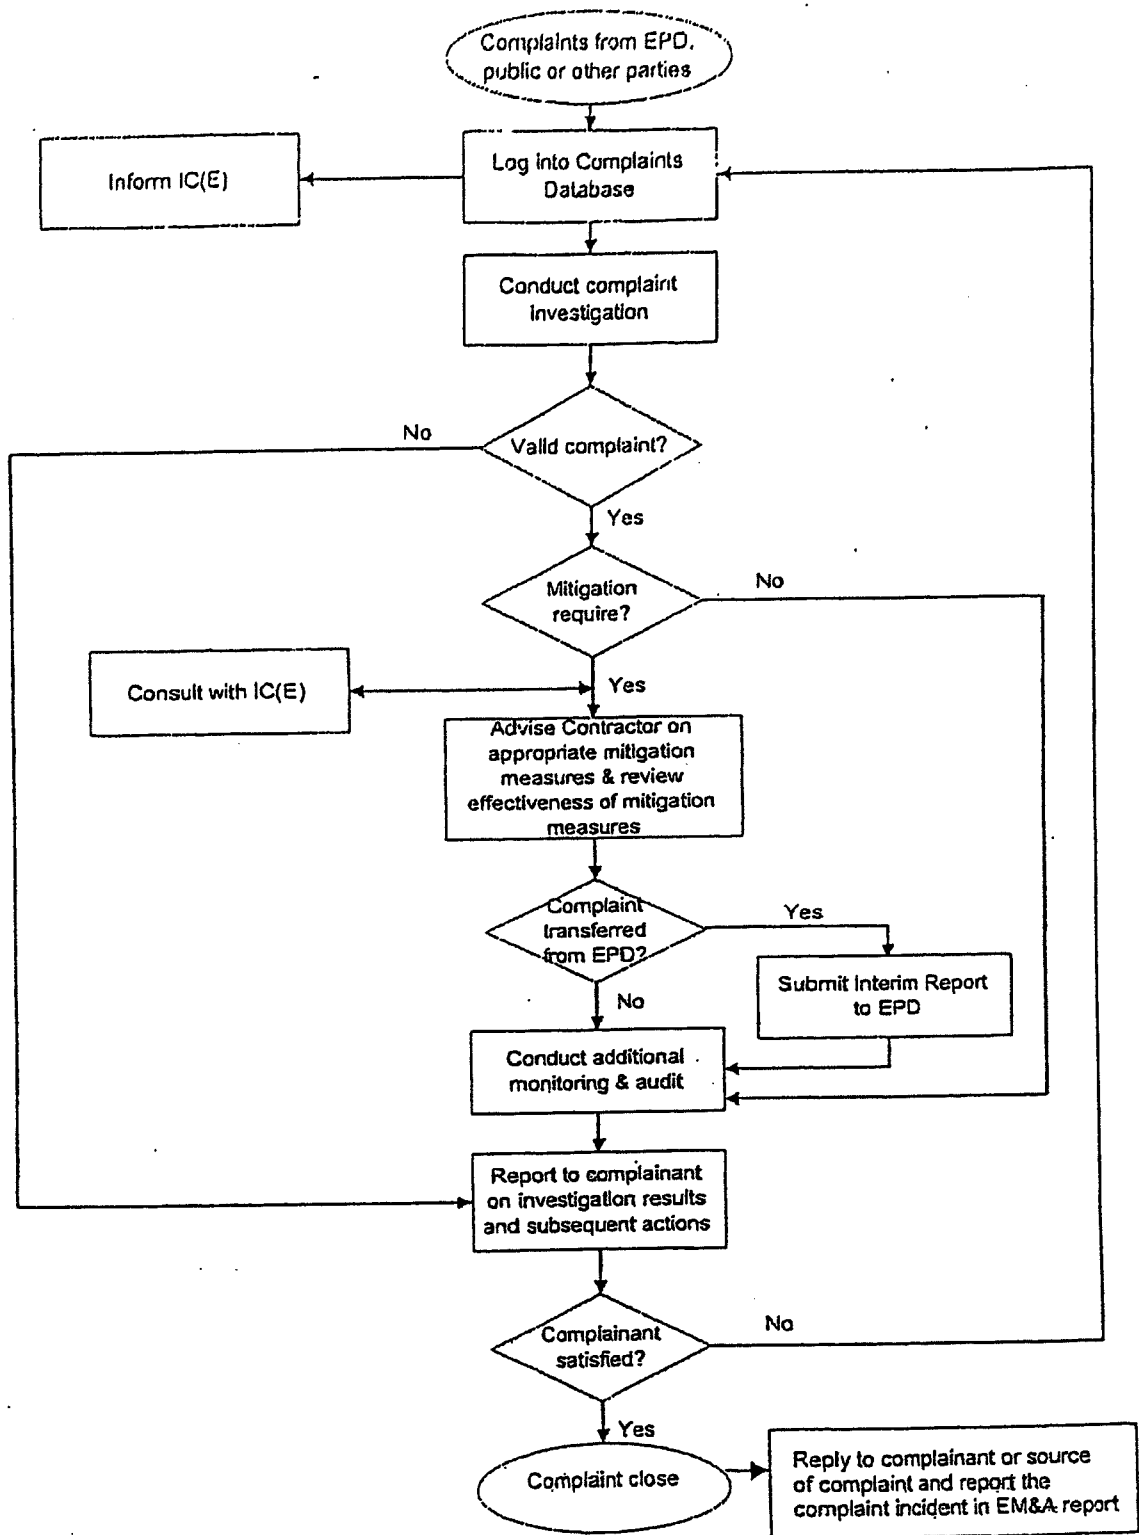 Complaints from EPD,
public or other parties
Log into Complaints
Database
Inform IC(E)
Conduct complaint
Investigation
No
Valid complaint?
Yes
Mitigation
require?
No
Consult with IC(E)
Yes
Advise Contractor on
appropriate mitigation
measures & review
effectiveness of mitigation
measures
Complaint
transferred
from EPD?
Yes
Submit Interim Report
to EPD
No
Conduct additional
monitoring & audit
Report to complainant
on investigation results
and subsequent actions
Complainant
satisfied?
No
Yes
Complaint close
Reply to complainant or source
of complaint and report the
complaint incident in EM&A report